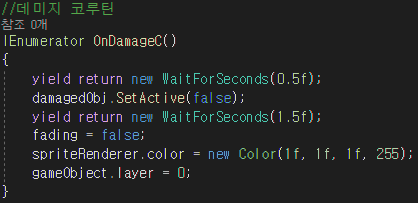 //데미지 코루틴
참조 0개
IEnumerator OnDamageC()
{
    yield return new WaitForSeconds(0.5f);
    damagedObj.SetActive(false);
    yield return new WaitForSeconds(1.5f);
    fading = false;
    spriteRenderer.color = new Color(1f, 1f, 1f, 255);
    gameObject.layer = 0;
}